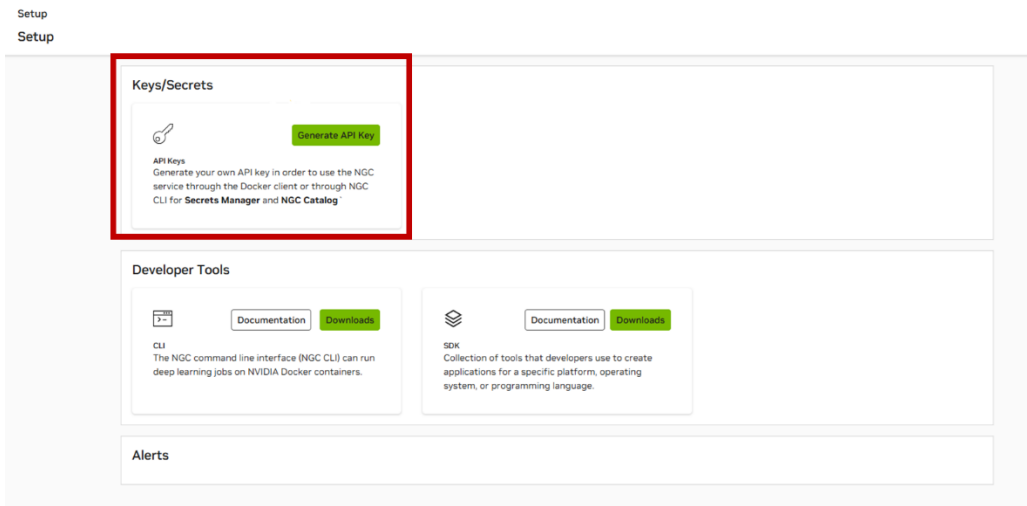 Setup
Setup
Keys/Secrets
Generate API Key
API Keys
Generate your own API key in order to use the NGC
service through the Docker client or through NGC
CLI for Secrets Manager and NGC Catalog
Developer Tools
Documentation
Downloads
CLI
The NGC command line interface (NGC CLI) can run
deep learning jobs on NVIDIA Docker containers.
Documentation
Downloads
SDK
Collection of tools that developers use to create
applications for a specific platform, operating
system, or programming language.
Alerts